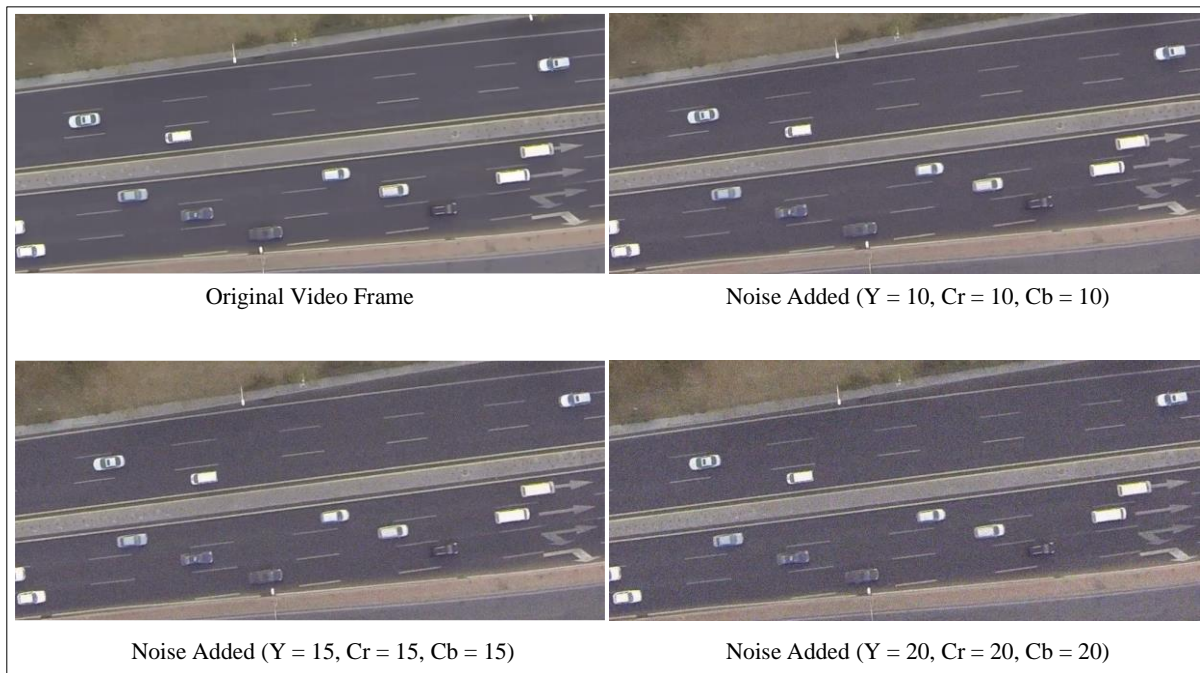 Original Video Frame
Noise Added (Y = 10, Cr = 10, Cb = 10)
Noise Added (Y = 15, Cr = 15, Cb = 15)
Noise Added (Y = 20, Cr = 20, Cb = 20)